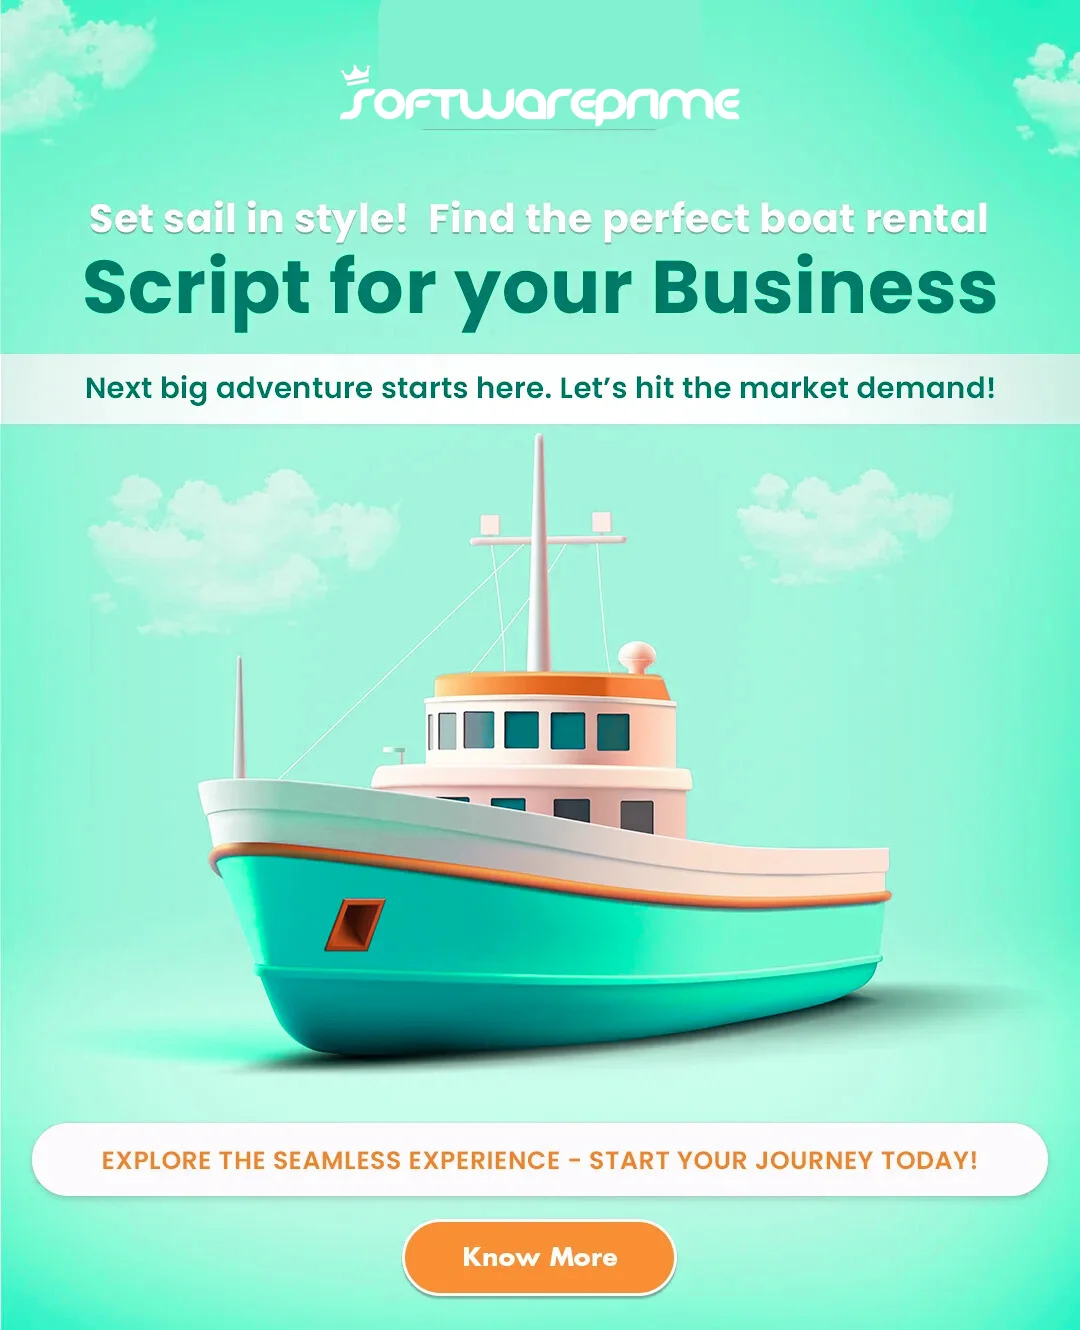 SOFTWAREPRIME
Set sail in style! Find the perfect boat rental
Script for your Business
Next big adventure starts here. Let’s hit the market demand!
EXPLORE THE SEAMLESS EXPERIENCE - START YOUR JOURNEY TODAY!
Know More